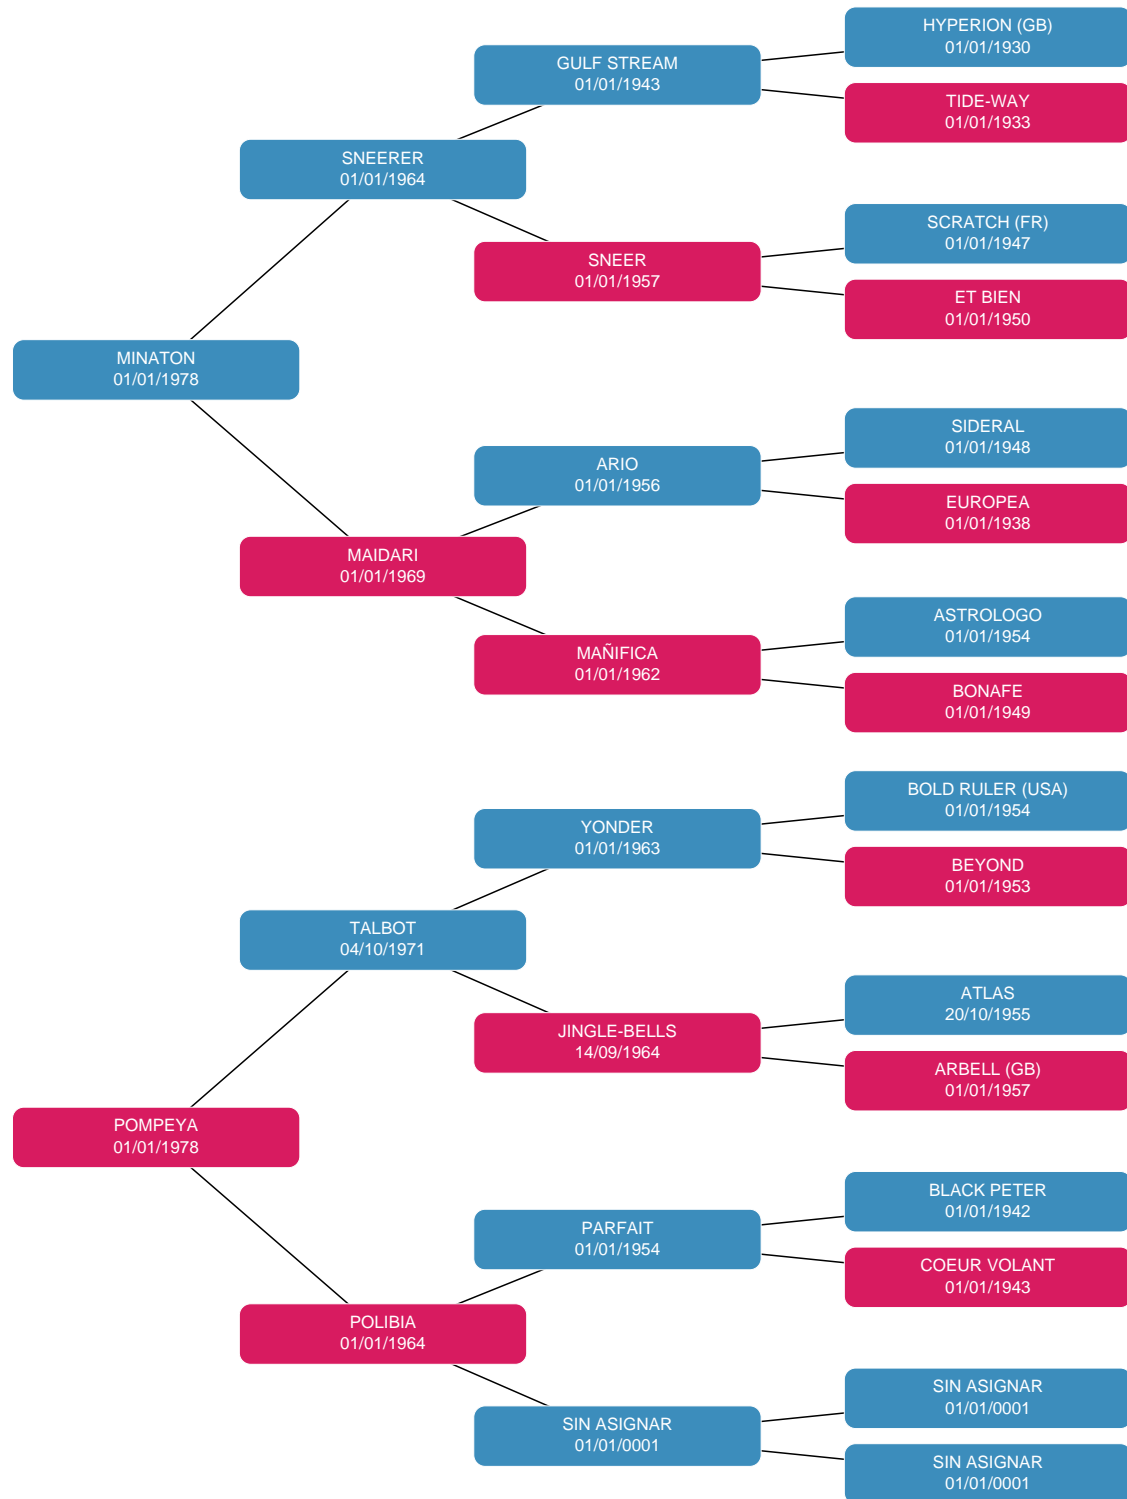 HYPERION (GB)
01/01/1930
GULF STREAM
01/01/1943
TIDE-WAY
01/01/1933
SNEERER
01/01/1964
SCRATCH (FR)
01/01/1947
SNEER
01/01/1957
ET BIEN
01/01/1950
MINATON
01/01/1978
SIDERAL
01/01/1948
ARIO
01/01/1956
EUROPEA
01/01/1938
MAIDARI
01/01/1969
ASTROLOGO
01/01/1954
MAÑIFICA
01/01/1962
BONAFE
01/01/1949
BOLD RULER (USA)
01/01/1954
YONDER
01/01/1963
BEYOND
01/01/1953
TALBOT
04/10/1971
ATLAS
20/10/1955
JINGLE-BELLS
14/09/1964
ARBELL (GB)
01/01/1957
POMPEYA
01/01/1978
BLACK PETER
01/01/1942
PARFAIT
01/01/1954
COEUR VOLANT
01/01/1943
POLIBIA
01/01/1964
SIN ASIGNAR
01/01/0001
SIN ASIGNAR
01/01/0001
SIN ASIGNAR
01/01/0001